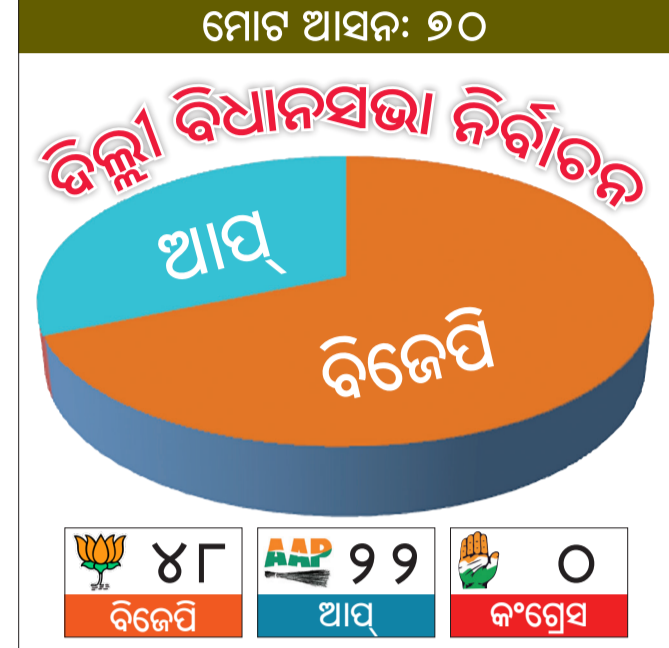 ମୋଟ ଆସନ: ୭୦
ଦିଲ୍ଲୀ ବିଧାନସଭା ନିର୍ବାଚନ
ଆପ୍
ବିଜେପି
୪୮
AAP ୨୨
୦
ବିଜେପି
ଆପ୍
କଂଗ୍ରେସ